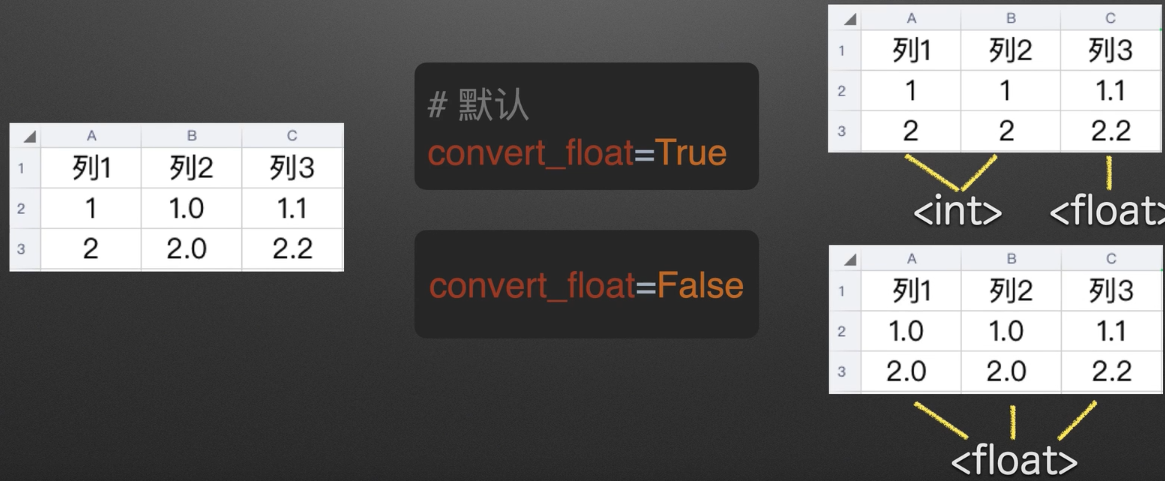 A B C
1 列1 列2 列3
2 1 1.0 1.1
3 2 2.0 2.2
# 默认
convert_float=True
convert_float=False
A B C
1 列1 列2 列3
2 1 1 1.1
3 2 2 2.2
<int> <float>
A B C
1 列1 列2 列3
2 1.0 1.0 1.1
3 2.0 2.0 2.2
<float>